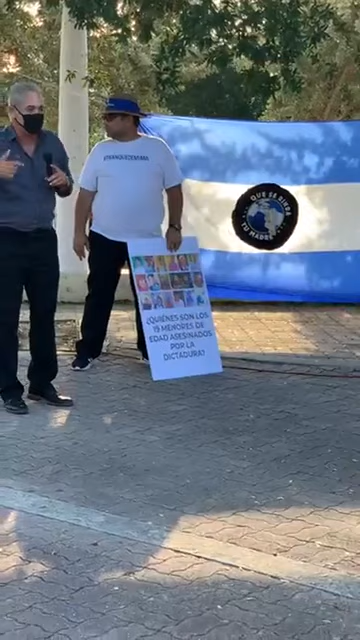 QUE SE RINDA
TU MADRE
¿QUIÉNES SON LOS
19 MENORES DE
EDAD ASESINADOS
POR LA
DICTADURA?